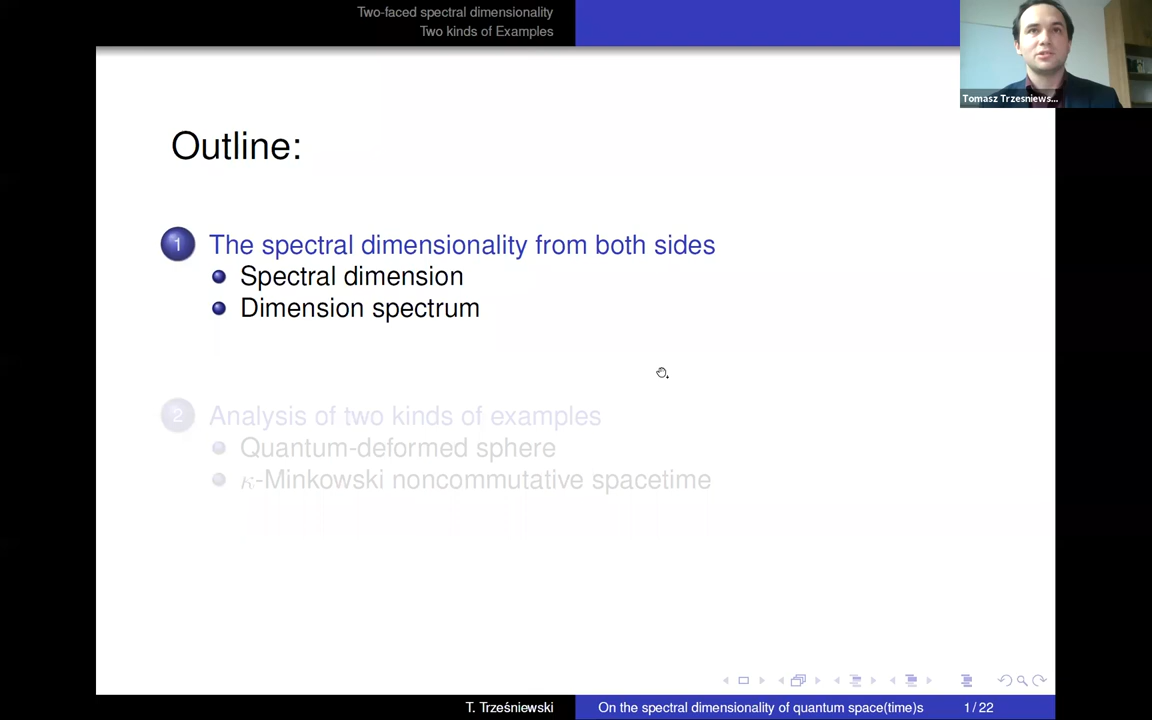 Two-faced spectral dimensionality
Two kinds of Examples
Tomasz Trzesniews...
Outline:
1 The spectral dimensionality from both sides
Spectral dimension
Dimension spectrum
2 Analysis of two kinds of examples
Quantum-deformed sphere
κ-Minkowski noncommutative spacetime
T. Trześniewski
On the spectral dimensionality of quantum space(time)s
1 / 22